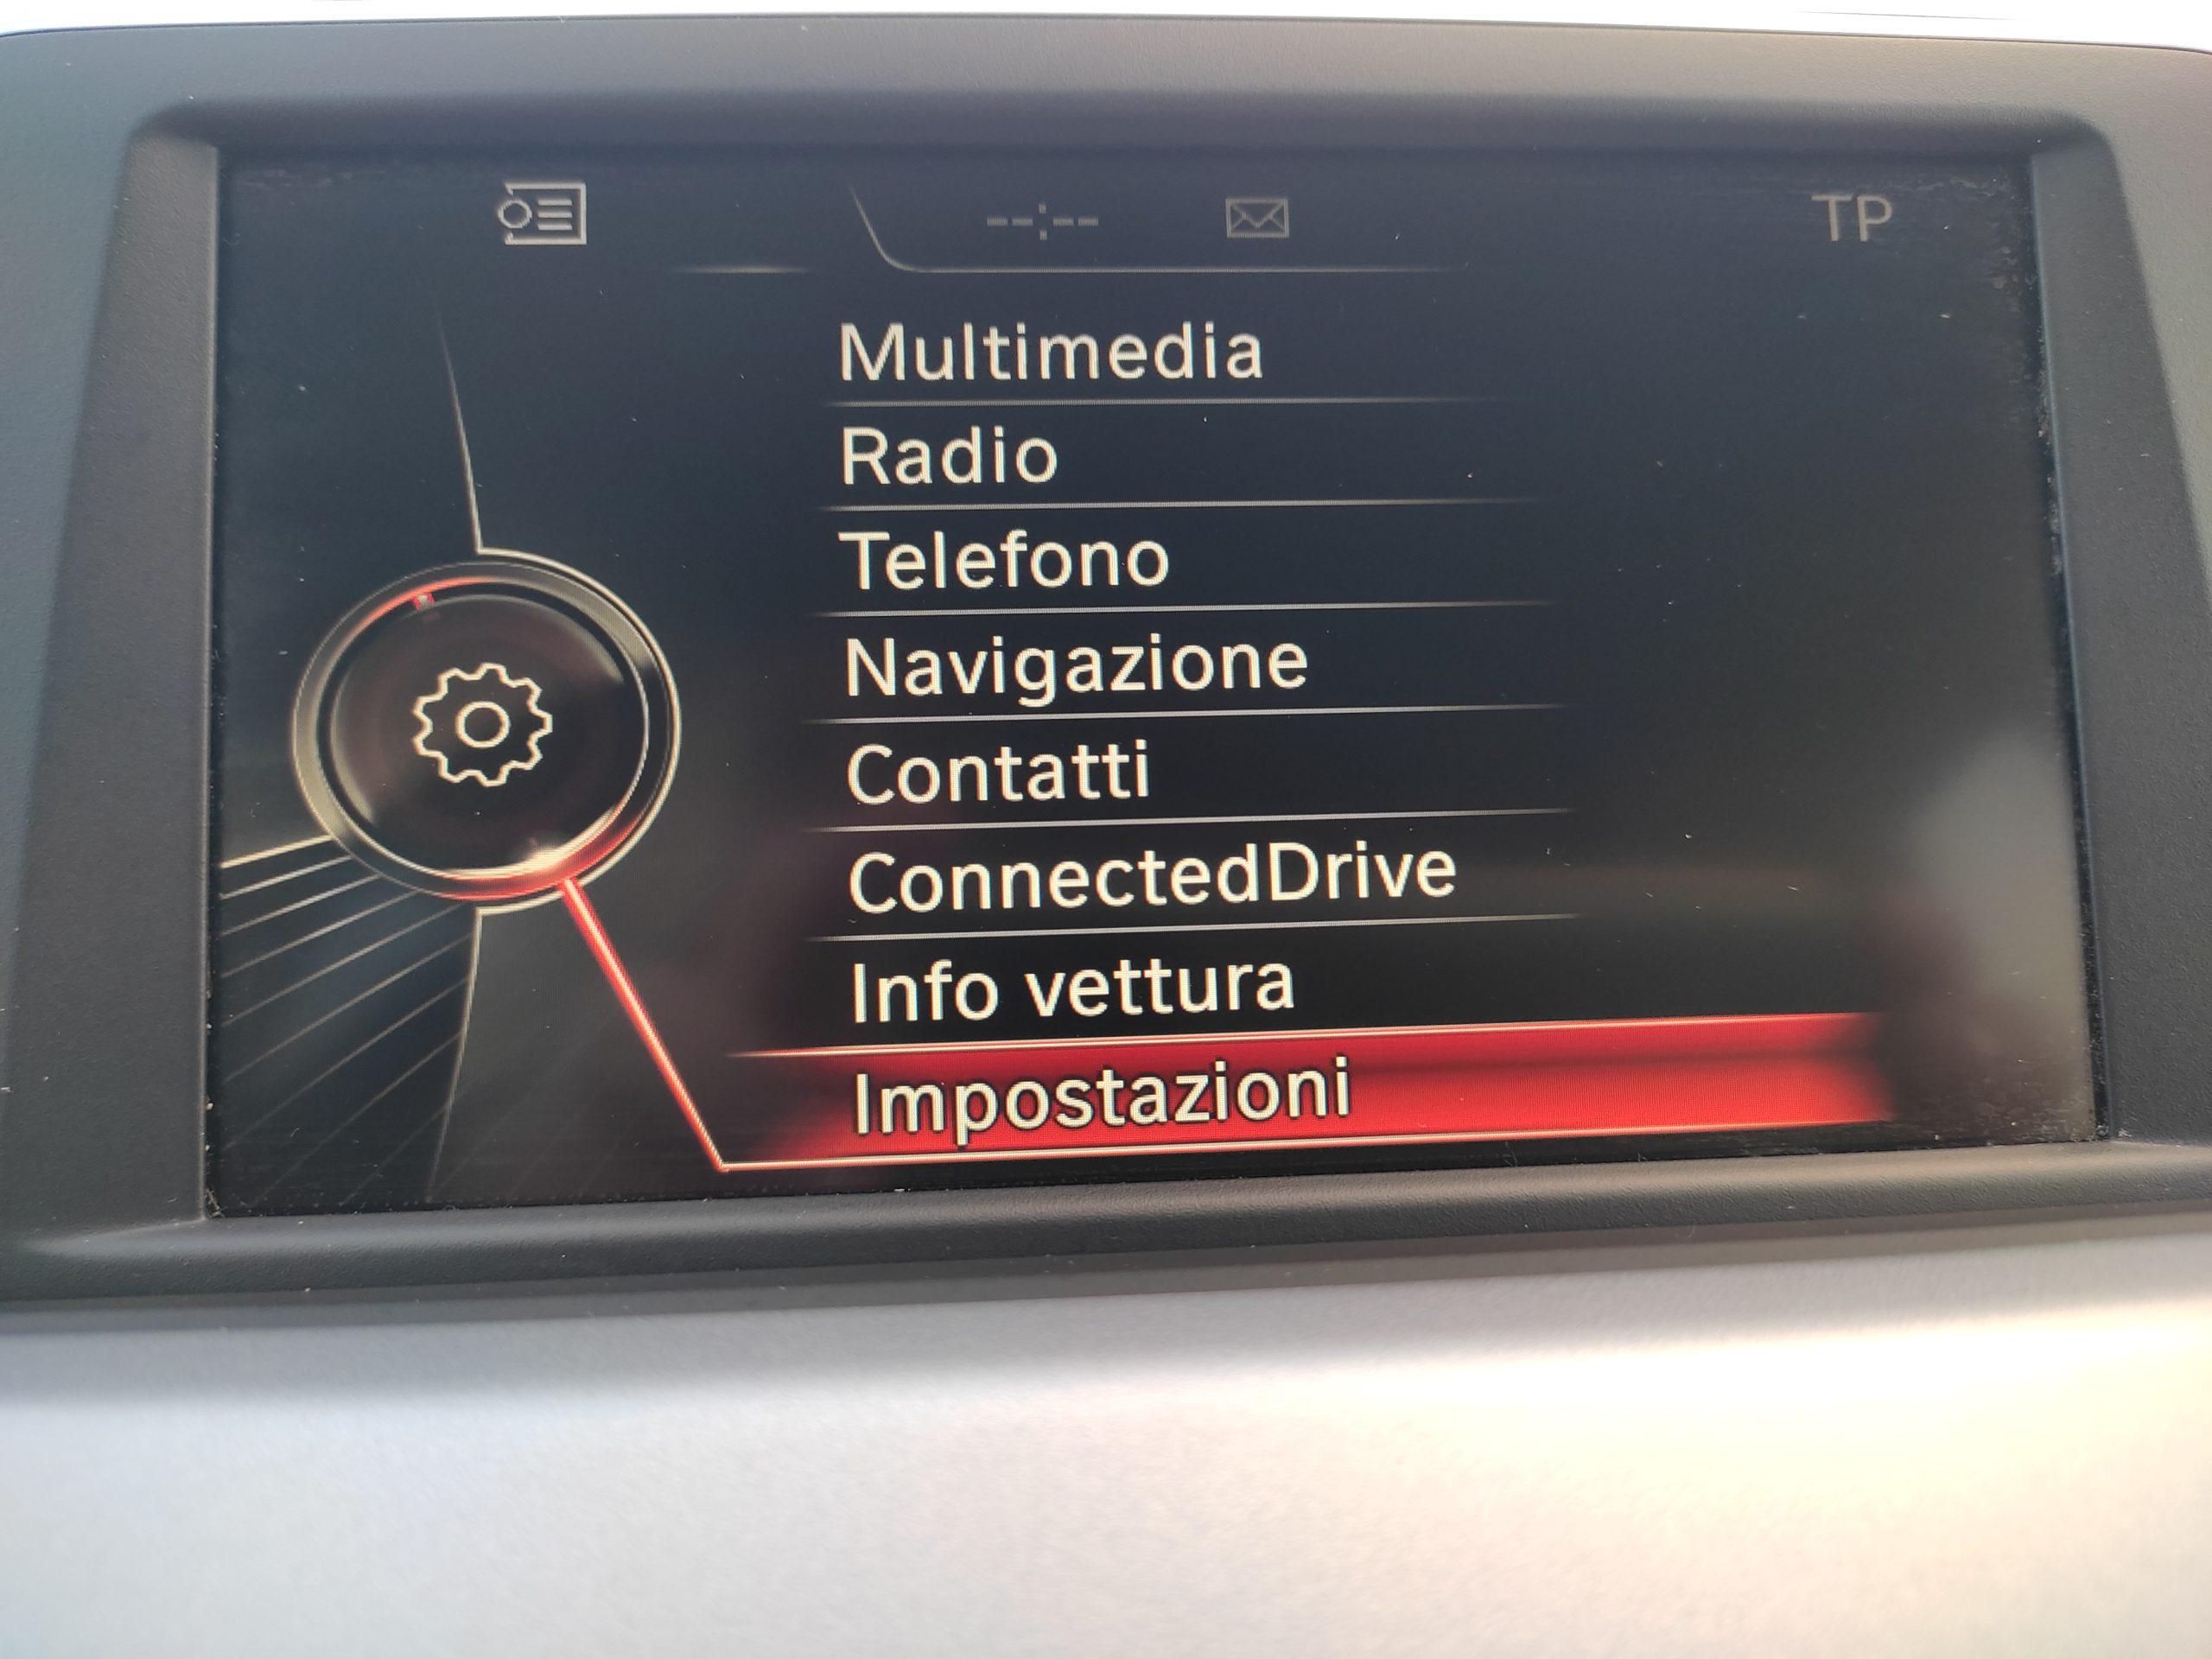 --:-- TP
Multimedia
Radio
Telefono
Navigazione
Contatti
ConnectedDrive
Info vettura
Impostazioni